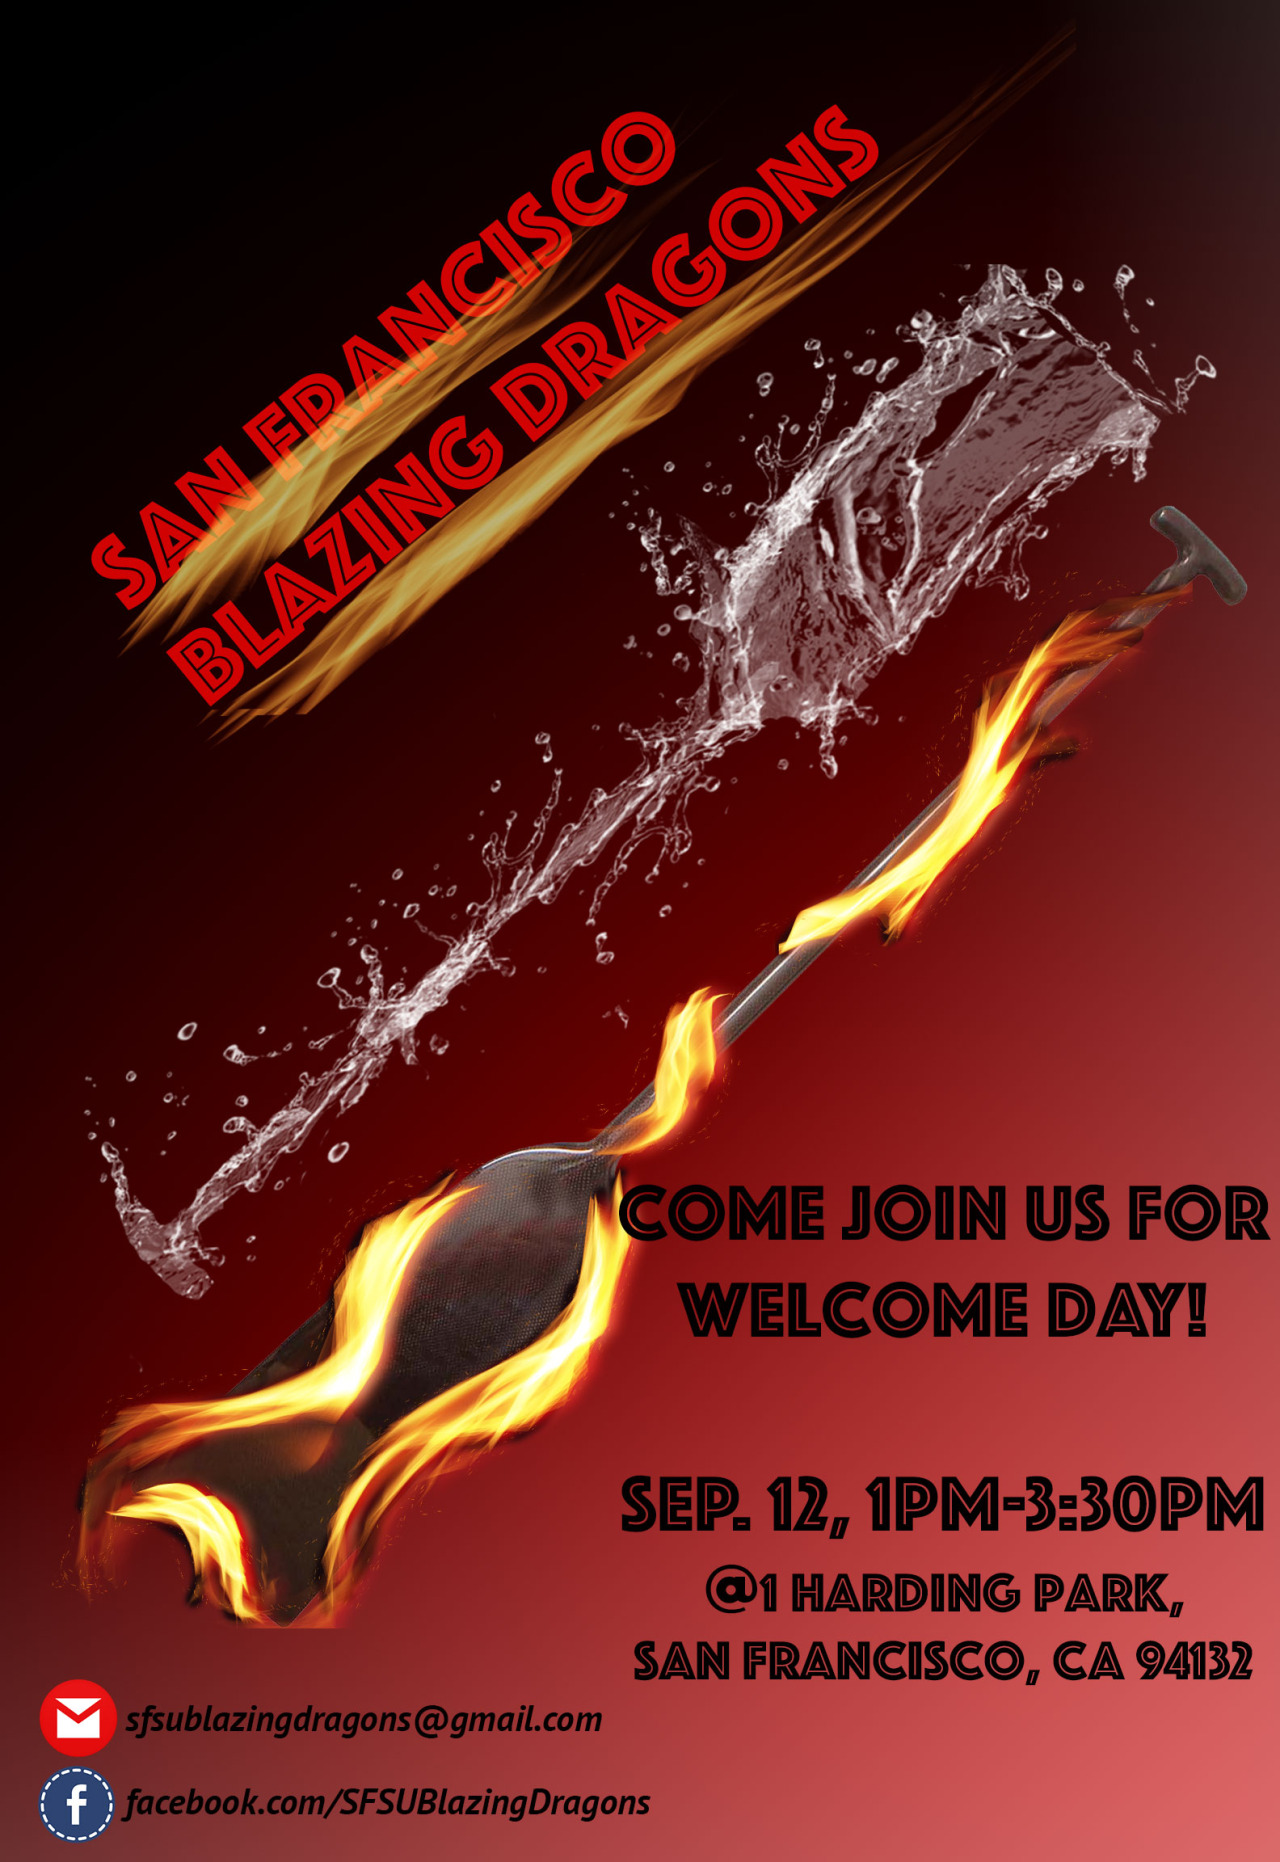 SAN FRANCISCO
BLAZING DRAGONS
COME JOIN US FOR
WELCOME DAY!
SEP. 12, 1PM-3:30PM
@1 HARDING PARK,
SAN FRANCISCO, CA 94132
sfsublazingdragons@gmail.com
facebook.com/SFSUBlazingDragons